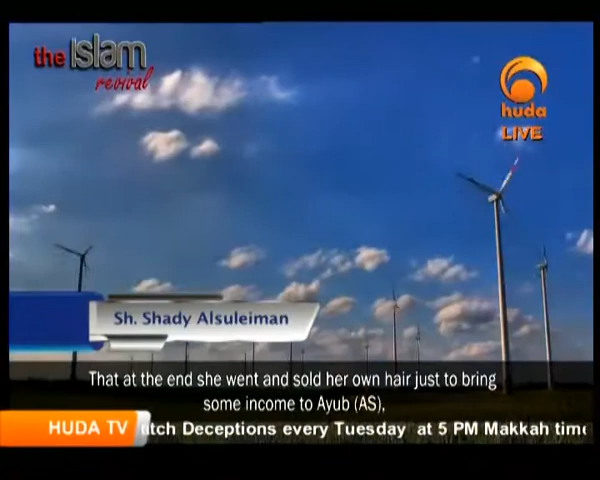 the islam
revival
huda
LIVE
Sh. Shady Alsuleiman
That at the end she went and sold her own hair just to bring
some income to Ayub (AS),
HUDA TV
Deceptions every Tuesday at 5 PM Makkah time